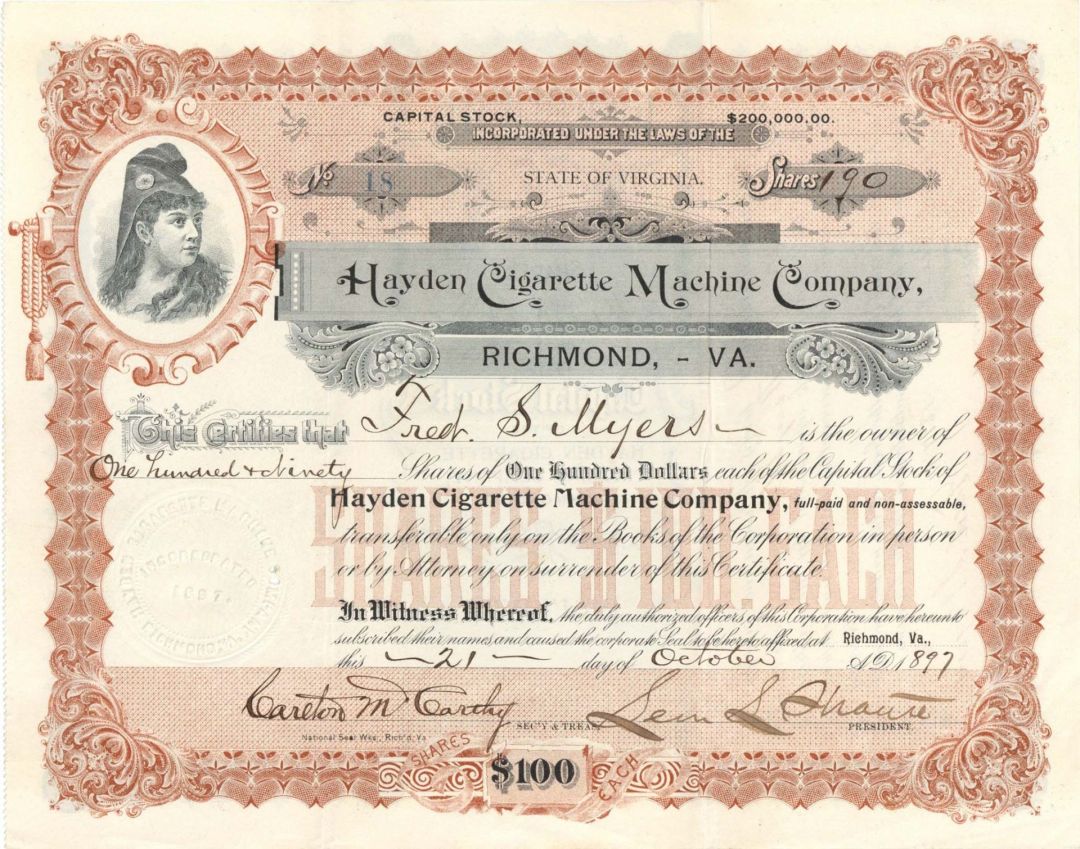 CAPITAL STOCK, $200,000.00.
INCORPORATED UNDER THE LAWS OF THE
No. 18 STATE OF VIRGINIA. Shares 190
Hayden Cigarette Machine Company,
RICHMOND, - VA.
This Certifies that Fred. S. Myers is the owner of
One hundred & Ninety Shares of One Hundred Dollars each of the Capital Stock of
Hayden Cigarette Machine Company, full-paid and non-assessable,
transferable only on the Books of the Corporation in person
or by Attorney on surrender of this Certificate.
SHARES $100. EACH
INCORPORATED
1897.
In Witness Whereof, the duly authorized officers of this Corporation have hereunto
subscribed their names and caused the corporate Seal to be hereto affixed at Richmond, Va.,
this 21 day of October A.D. 1897
Carlton McCarthy SEC'Y & TREAS. PRESIDENT.
National Seal Wks., Rich'd, Va
SHARES $100 EACH